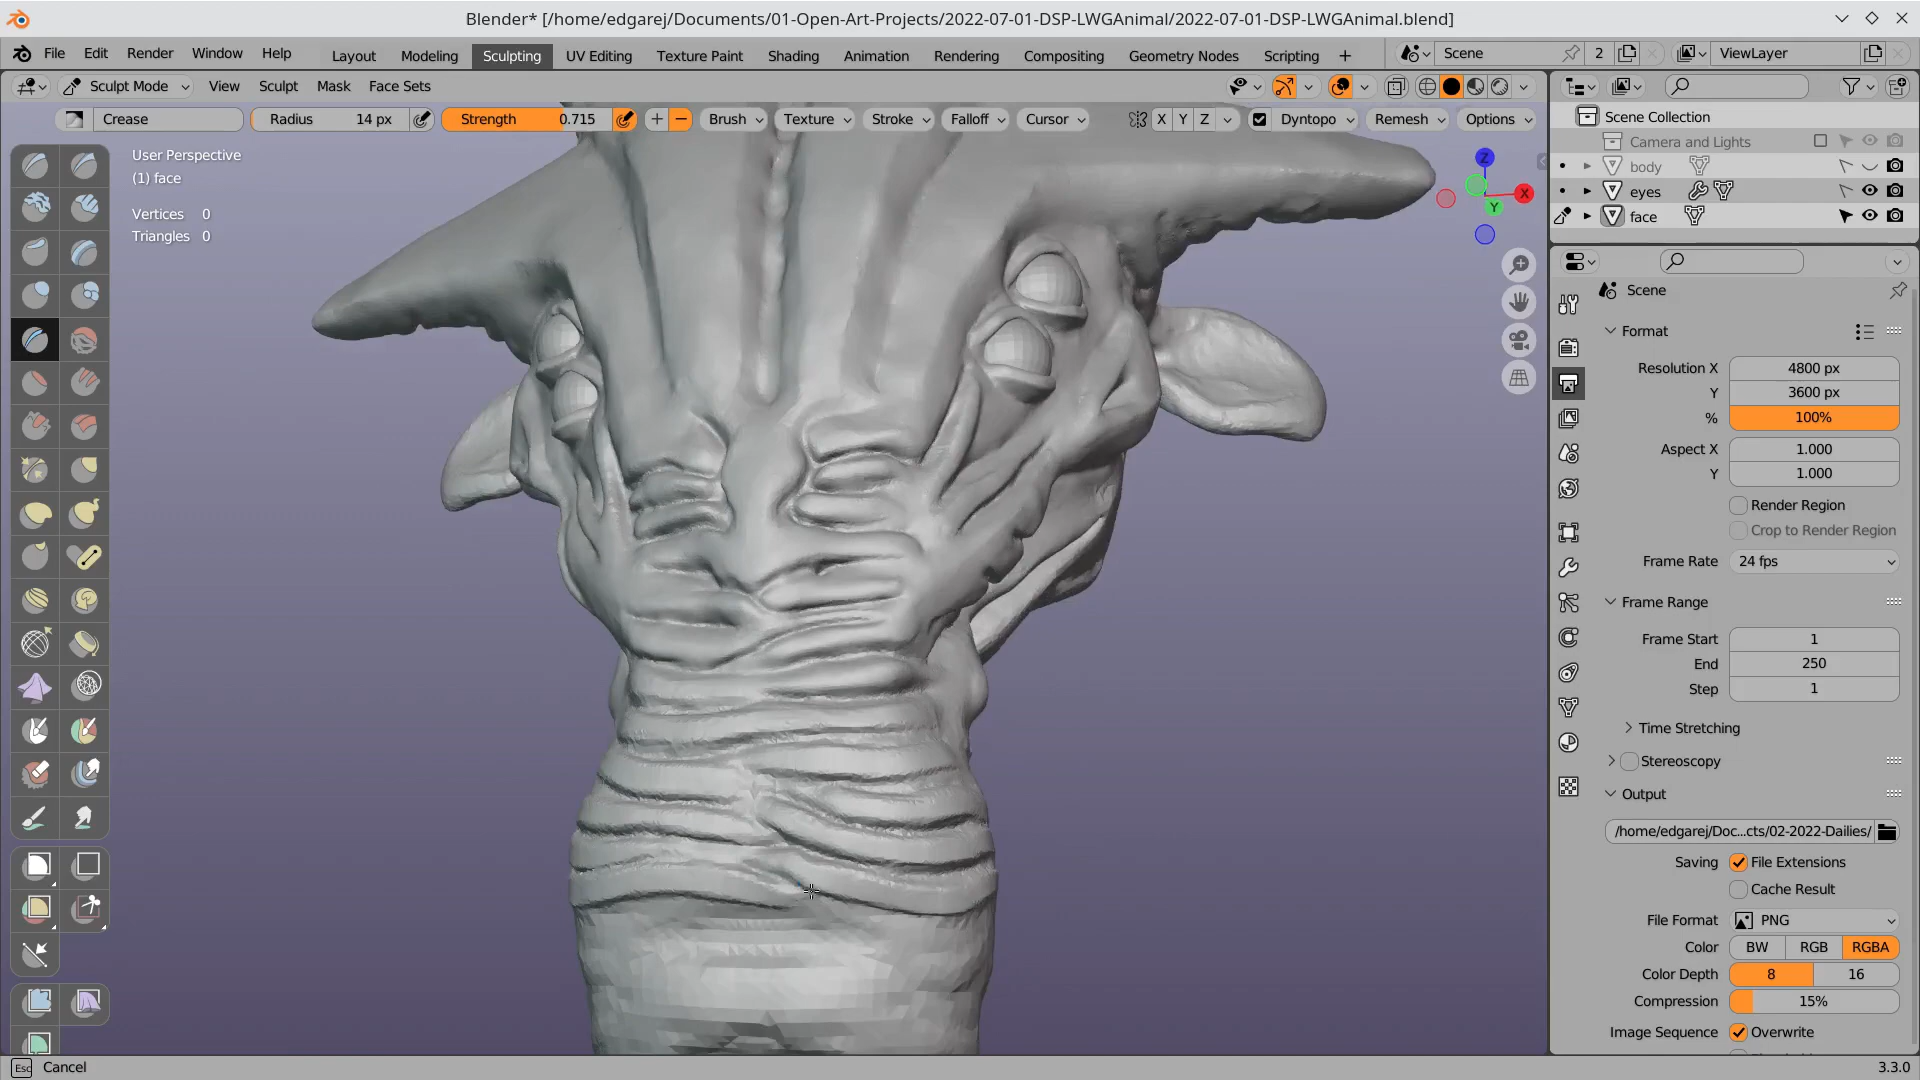 Blender* [/home/edgarej/Documents/01-Open-Art-Projects/2022-07-01-DSP-LWGAnimal/2022-07-01-DSP-LWGAnimal.blend]
File Edit Render Window Help Layout Modeling Sculpting UV Editing Texture Paint Shading Animation Rendering Compositing Geometry Nodes Scripting + Scene 2 ViewLayer
Sculpt Mode View Sculpt Mask Face Sets
Crease Radius 14 px Strength 0.715 + − Brush Texture Stroke Falloff Cursor X Y Z Dyntopo Remesh Options
User Perspective
(1) face
Vertices 0
Triangles 0
Z
X
Y
Scene Collection
Camera and Lights
body
eyes
face
Scene
Format
Resolution X 4800 px
Y 3600 px
% 100%
Aspect X 1.000
Y 1.000
Render Region
Crop to Render Region
Frame Rate 24 fps
Frame Range
Frame Start 1
End 250
Step 1
Time Stretching
Stereoscopy
Output
/home/edgarej/Doc...cts/02-2022-Dailies/
Saving File Extensions
Cache Result
File Format PNG
Color BW RGB RGBA
Color Depth 8 16
Compression 15%
Image Sequence Overwrite
Esc Cancel 3.3.0